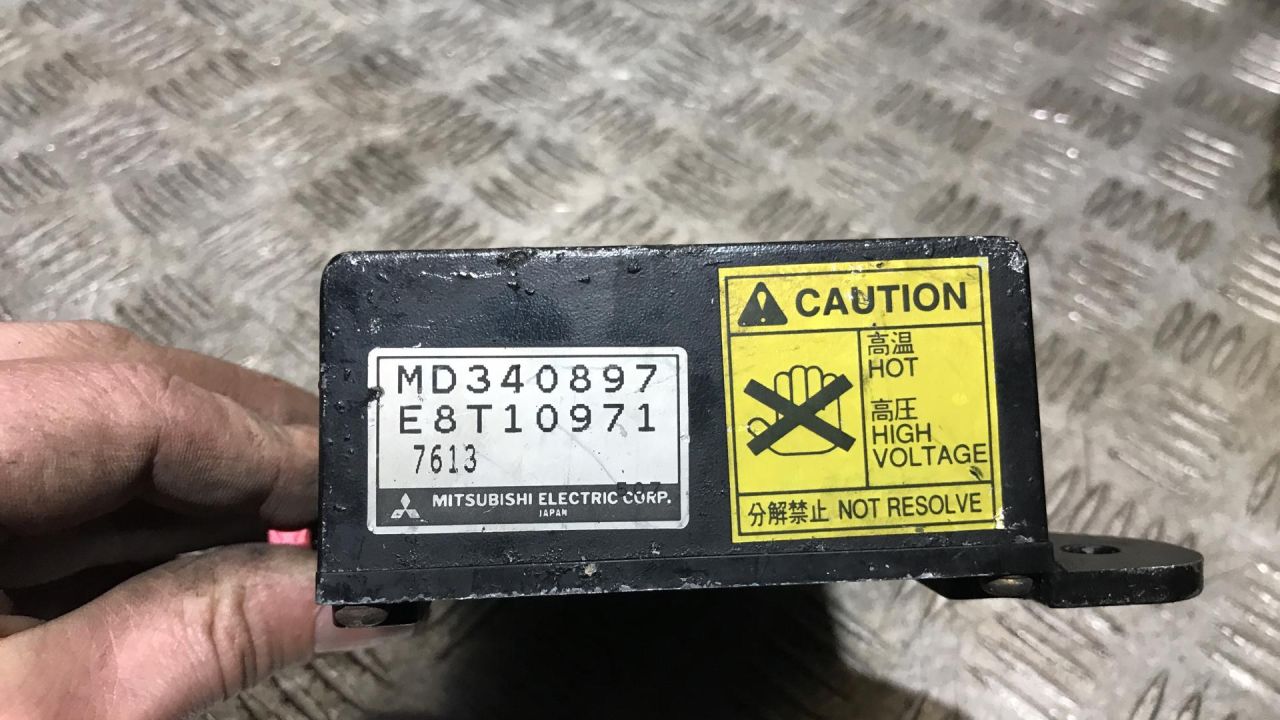 MD340897
E8T10971
7613
507
MITSUBISHI ELECTRIC CORP.
JAPAN
CAUTION
高温
HOT
高圧
HIGH
VOLTAGE
分解禁止 NOT RESOLVE